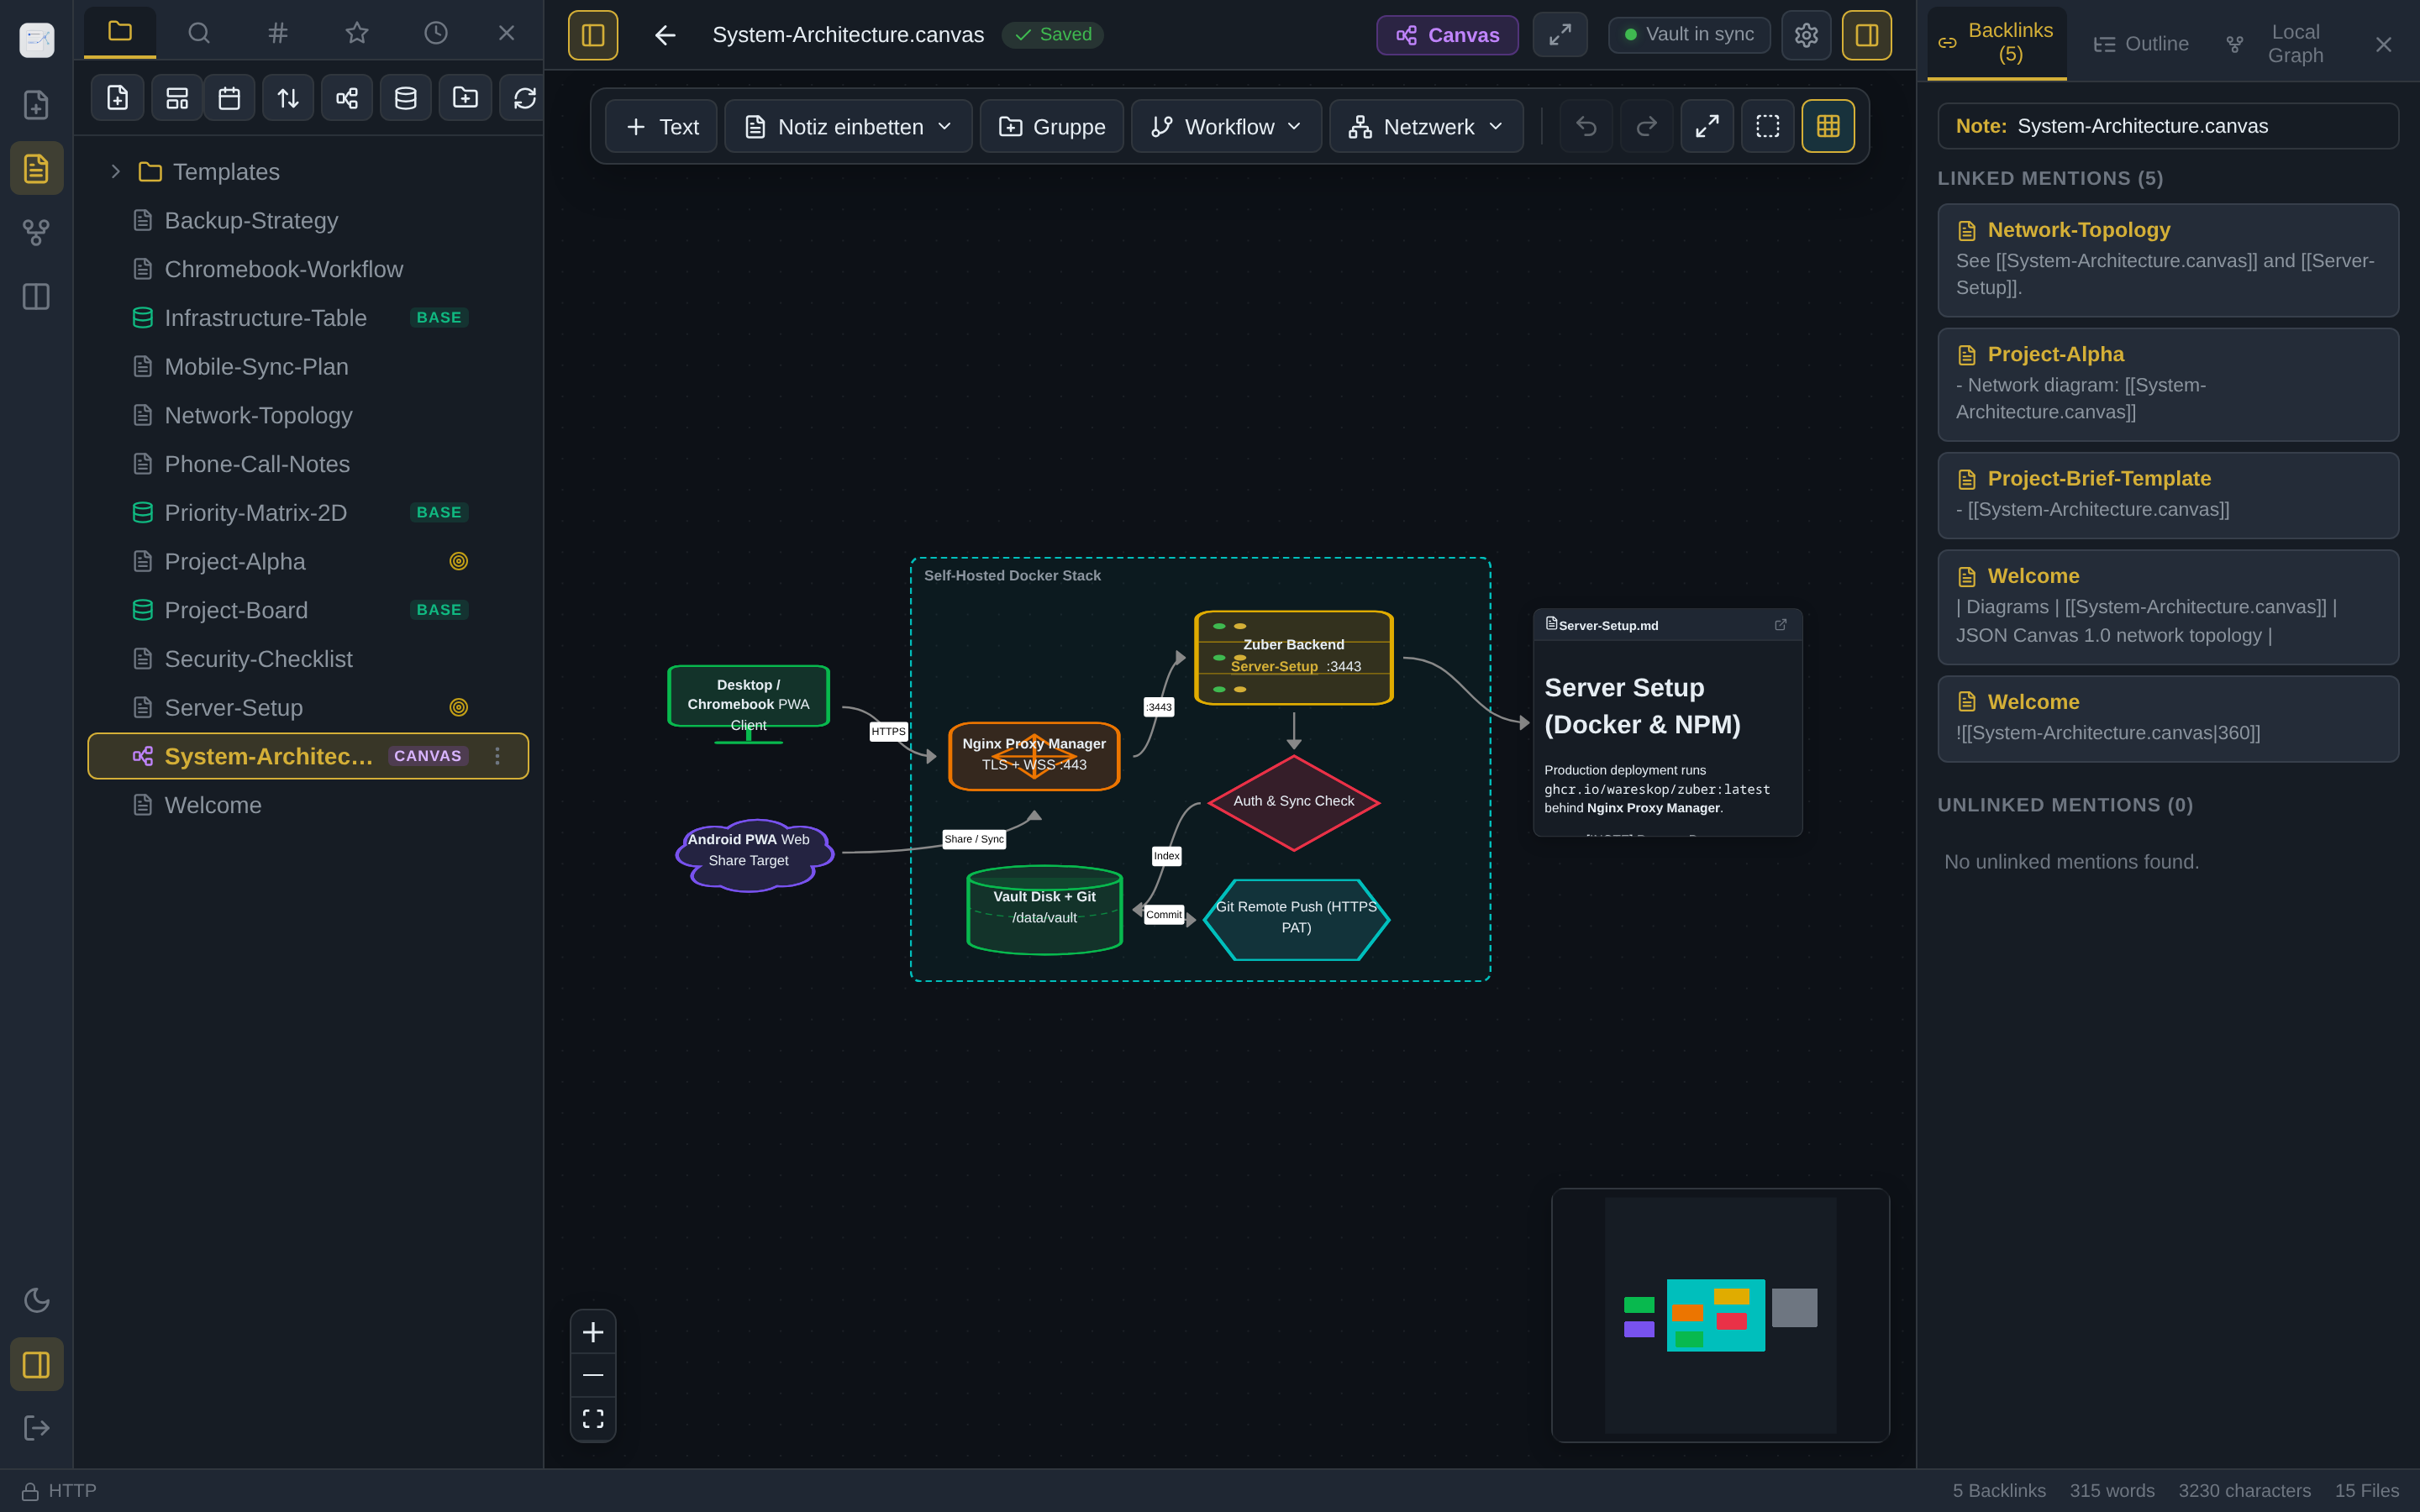 System-Architecture.canvas
Saved
Canvas
Vault in sync
Text
Notiz einbetten
Gruppe
Workflow
Netzwerk
Templates
Backup-Strategy
Chromebook-Workflow
Infrastructure-Table BASE
Mobile-Sync-Plan
Network-Topology
Phone-Call-Notes
Priority-Matrix-2D BASE
Project-Alpha
Project-Board BASE
Security-Checklist
Server-Setup
System-Architec... CANVAS
Welcome
Self-Hosted Docker Stack
Desktop /
Chromebook PWA
Client
HTTPS
Nginx Proxy Manager
TLS + WSS :443
:3443
Zuber Backend
Server-Setup :3443
Auth & Sync Check
Android PWA Web
Share Target
Share / Sync
Index
Vault Disk + Git
/data/vault
Commit
Git Remote Push (HTTPS
PAT)
Server-Setup.md
Server Setup
(Docker & NPM)
Production deployment runs
ghcr.io/wareskop/zuber:latest
behind Nginx Proxy Manager.
Backlinks
(5)
Outline
Local
Graph
Note: System-Architecture.canvas
LINKED MENTIONS (5)
Network-Topology
See [[System-Architecture.canvas]] and [[Server-
Setup]].
Project-Alpha
- Network diagram: [[System-
Architecture.canvas]]
Project-Brief-Template
- [[System-Architecture.canvas]]
Welcome
| Diagrams | [[System-Architecture.canvas]] |
JSON Canvas 1.0 network topology |
Welcome
![[System-Architecture.canvas|360]]
UNLINKED MENTIONS (0)
No unlinked mentions found.
HTTP
5 Backlinks 315 words 3230 characters 15 Files